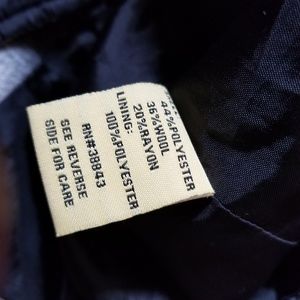 44%POLYESTER
36%WOOL
20%RAYON
LINING:
100%POLYESTER
RN#38843
SEE REVERSE
SIDE FOR CARE